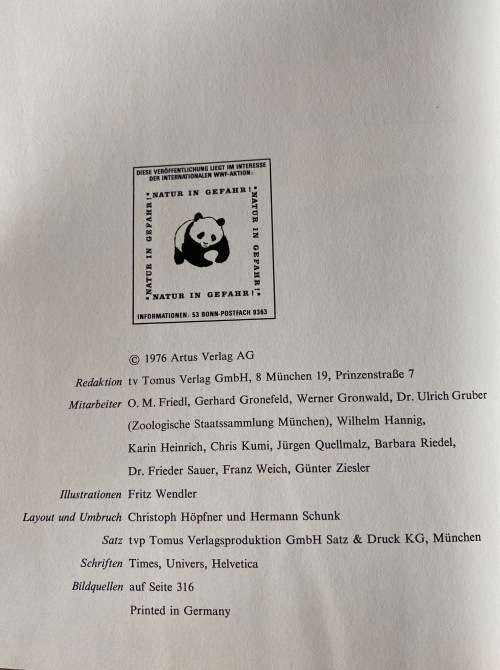 DIESE VERÖFFENTLICHUNG LIEGT IM INTERESSE
DER INTERNATIONALEN WWF-AKTION:
"NATUR IN GEFAHR!"
"NATUR IN GEFAHR!"
"NATUR IN GEFAHR!"
"NATUR IN GEFAHR!"
INFORMATIONEN: 53 BONN-POSTFACH 9363
© 1976 Artus Verlag AG
Redaktion tv Tomus Verlag GmbH, 8 München 19, Prinzenstraße 7
Mitarbeiter O. M. Friedl, Gerhard Gronefeld, Werner Gronwald, Dr. Ulrich Gruber
(Zoologische Staatssammlung München), Wilhelm Hannig,
Karin Heinrich, Chris Kumi, Jürgen Quellmalz, Barbara Riedel,
Dr. Frieder Sauer, Franz Weich, Günter Ziesler
Illustrationen Fritz Wendler
Layout und Umbruch Christoph Höpfner und Hermann Schunk
Satz tvp Tomus Verlagsproduktion GmbH Satz & Druck KG, München
Schriften Times, Univers, Helvetica
Bildquellen auf Seite 316
Printed in Germany